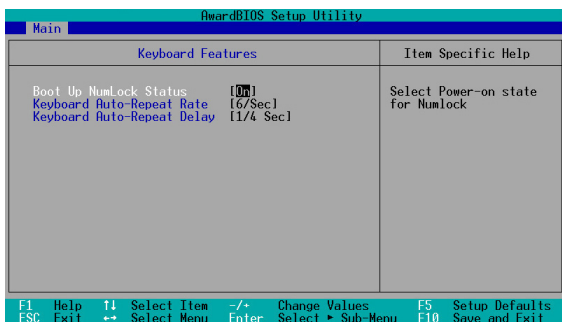 AwardBIOS Setup Utility
Main
Keyboard Features
Item Specific Help
Boot Up NumLock Status [On]
Keyboard Auto-Repeat Rate [6/Sec]
Keyboard Auto-Repeat Delay [1/4 Sec]
Select Power-on state
for Numlock
F1 Help ↑↓ Select Item -/+ Change Values F5 Setup Defaults
ESC Exit ↔ Select Menu Enter Select ► Sub-Menu F10 Save and Exit